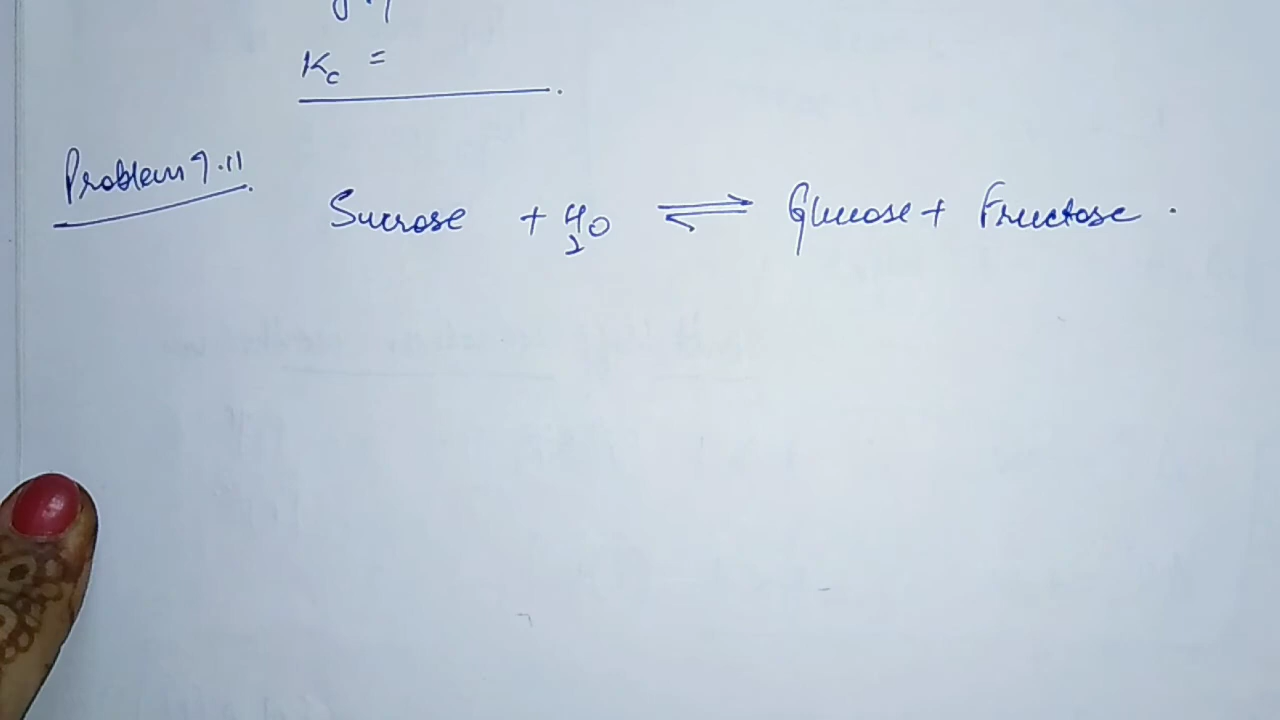 Kc =
Problem 7.11
Sucrose + H2O ⇌ Glucose + Fructose .